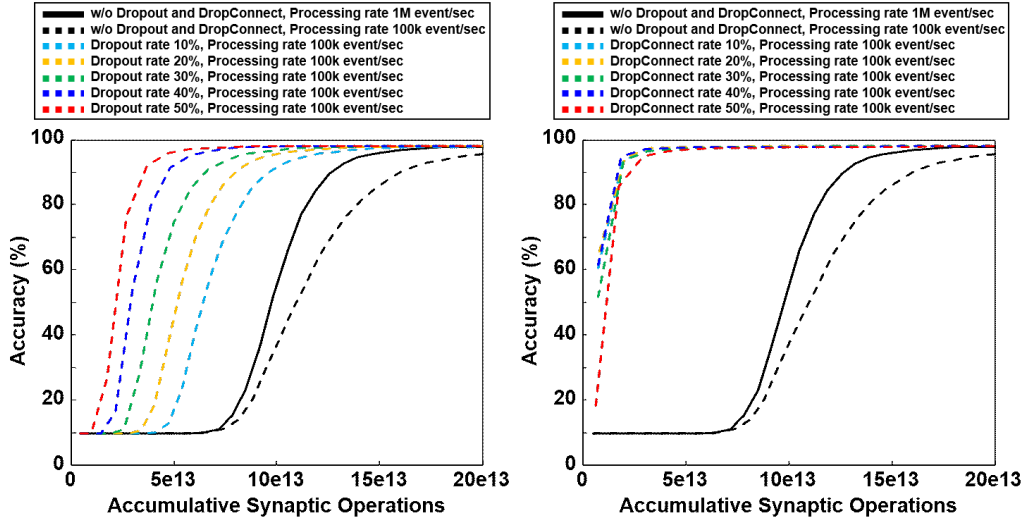 w/o Dropout and DropConnect, Processing rate 1M event/sec
w/o Dropout and DropConnect, Processing rate 100k event/sec
Dropout rate 10%, Processing rate 100k event/sec
Dropout rate 20%, Processing rate 100k event/sec
Dropout rate 30%, Processing rate 100k event/sec
Dropout rate 40%, Processing rate 100k event/sec
Dropout rate 50%, Processing rate 100k event/sec
100
80
60
40
20
0
Accuracy (%)
0 5e13 10e13 15e13 20e13
Accumulative Synaptic Operations
w/o Dropout and DropConnect, Processing rate 1M event/sec
w/o Dropout and DropConnect, Processing rate 100k event/sec
DropConnect rate 10%, Processing rate 100k event/sec
DropConnect rate 20%, Processing rate 100k event/sec
DropConnect rate 30%, Processing rate 100k event/sec
DropConnect rate 40%, Processing rate 100k event/sec
DropConnect rate 50%, Processing rate 100k event/sec
100
80
60
40
20
0
Accuracy (%)
0 5e13 10e13 15e13 20e13
Accumulative Synaptic Operations